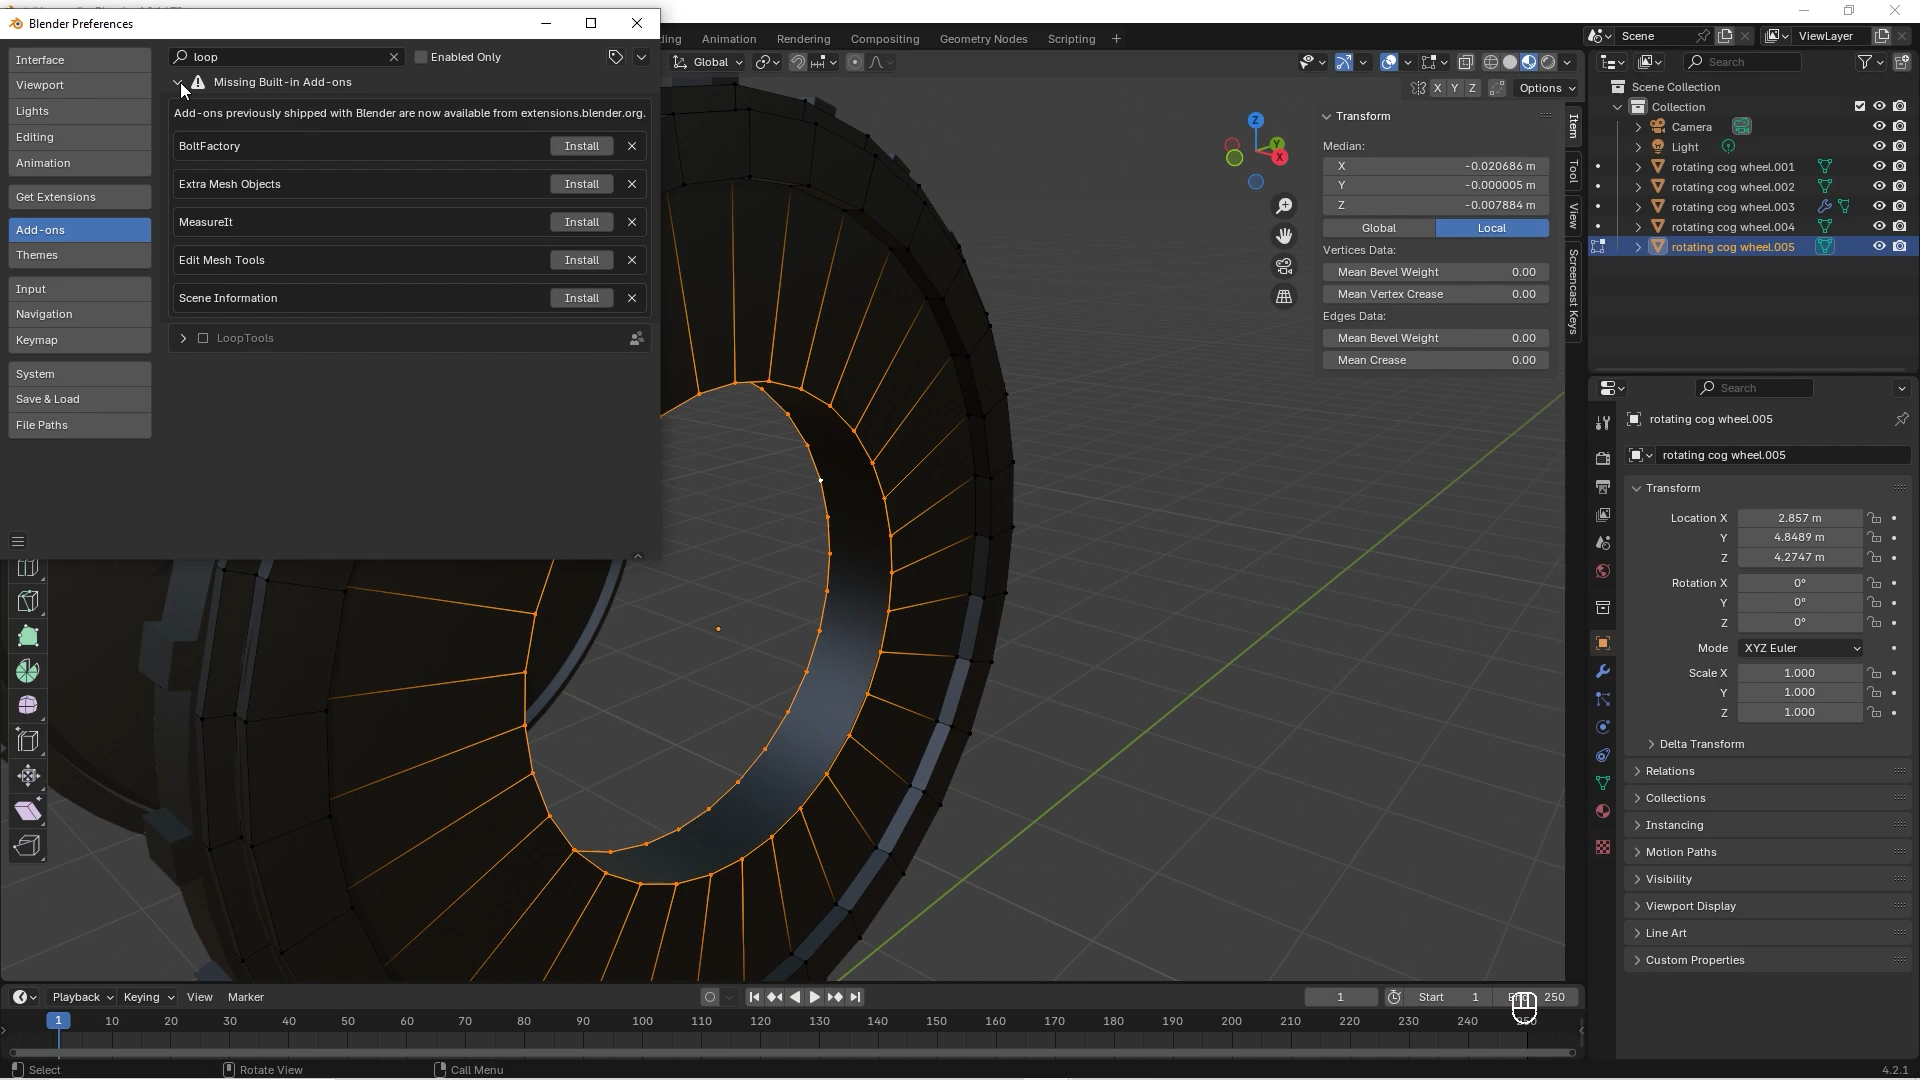 Blender Preferences
Interface
Viewport
Lights
Editing
Animation
Get Extensions
Add-ons
Themes
Input
Navigation
Keymap
System
Save & Load
File Paths
loop
Enabled Only
Missing Built-in Add-ons
Add-ons previously shipped with Blender are now available from extensions.blender.org.
BoltFactory Install
Extra Mesh Objects Install
MeasureIt Install
Edit Mesh Tools Install
Scene Information Install
LoopTools
Animation Compositing Geometry Nodes Scripting
Rendering
Scene
ViewLayer
Global
X Y Z
Options
Z
Y
X
Transform
Median:
X -0.020686 m
Y -0.000005 m
Z -0.007884 m
Global Local
Vertices Data:
Mean Bevel Weight 0.00
Mean Vertex Crease 0.00
Edges Data:
Mean Bevel Weight 0.00
Mean Crease 0.00
Item
Tool
View
Screencast Keys
Search
Scene Collection
Collection
Camera
Light
rotating cog wheel.001
rotating cog wheel.002
rotating cog wheel.003
rotating cog wheel.004
rotating cog wheel.005
Search
rotating cog wheel.005
rotating cog wheel.005
Transform
Location X 2.857 m
Y 4.8489 m
Z 4.2747 m
Rotation X 0°
Y 0°
Z 0°
Mode XYZ Euler
Scale X 1.000
Y 1.000
Z 1.000
Delta Transform
Relations
Collections
Instancing
Motion Paths
Visibility
Viewport Display
Line Art
Custom Properties
Playback Keying View Marker
1 Start 1 250
1 10 20 30 40 50 60 70 80 90 100 110 120 130 140 150 160 170 180 190 200 210 220 230 240
Select Rotate View Call Menu 4.2.1